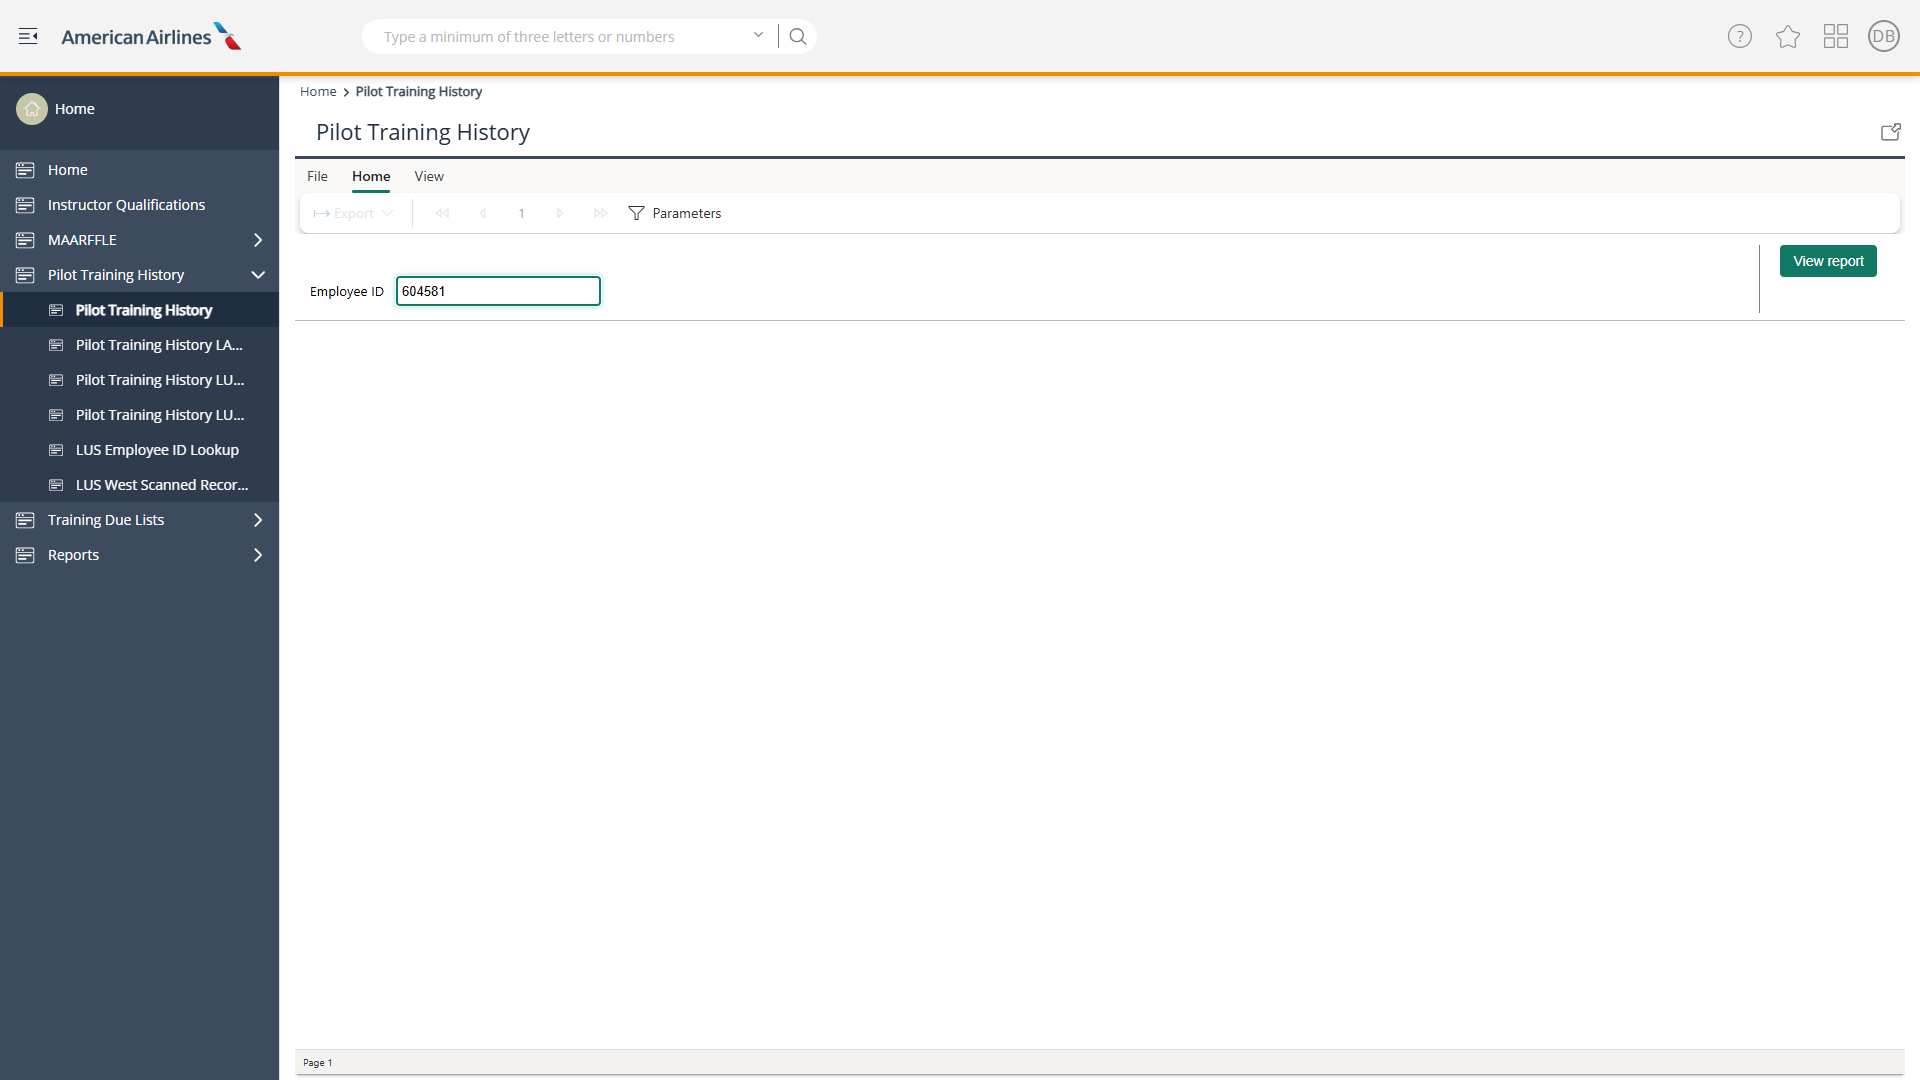 American Airlines
Type a minimum of three letters or numbers
?
DB
Home
Home
Instructor Qualifications
MAARFFLE
Pilot Training History
Pilot Training History
Pilot Training History LA...
Pilot Training History LU...
Pilot Training History LU...
LUS Employee ID Lookup
LUS West Scanned Recor...
Training Due Lists
Reports
Home > Pilot Training History
Pilot Training History
File Home View
Export 1 Parameters
Employee ID 604581
View report
Page 1